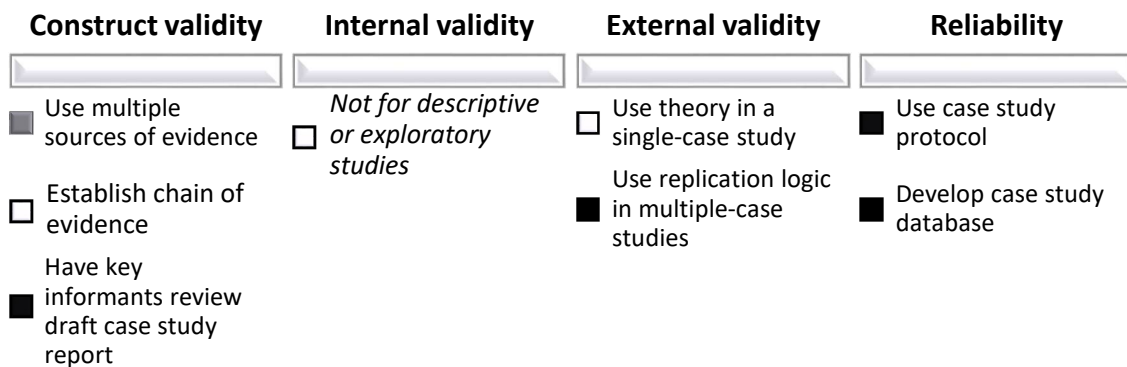 Construct validity
Use multiple
sources of evidence
Establish chain of
evidence
Have key
informants review
draft case study
report
Internal validity
Not for descriptive
or exploratory
studies
External validity
Use theory in a
single-case study
Use replication logic
in multiple-case
studies
Reliability
Use case study
protocol
Develop case study
database